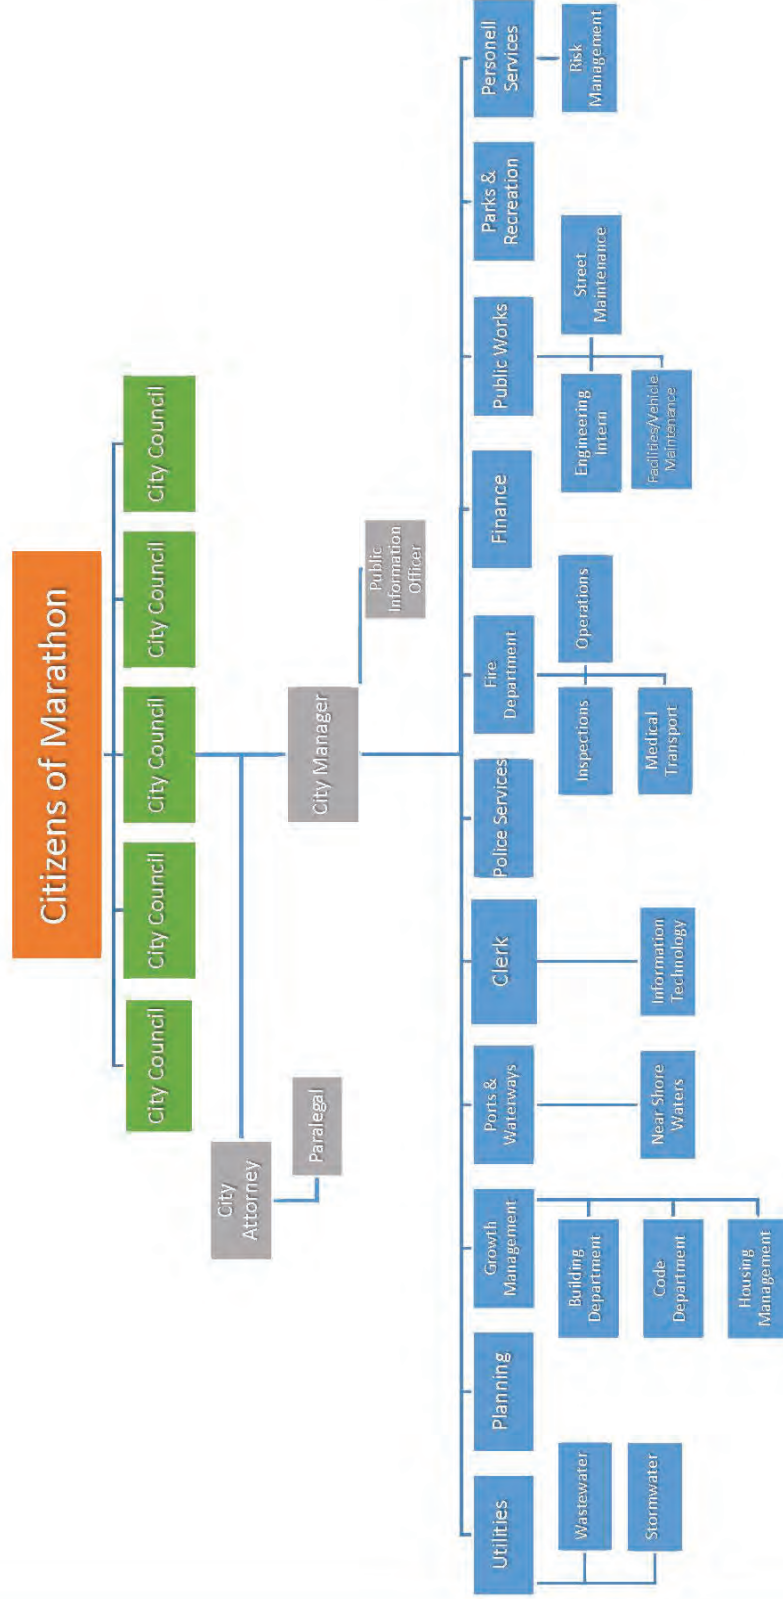 Citizens of Marathon
City Council
City Council
City Council
City Council
City Council
City
Attorney
Paralegal
City Manager
Public
Information
Officer
Utilities
Planning
Growth
Management
Ports &
Waterways
Clerk
Police Services
Fire
Department
Finance
Public Works
Parks &
Recreation
Personell
Services
Wastewater
Stormwater
Building
Department
Code
Department
Housing
Management
Near Shore
Waters
Information
Technology
Inspections
Operations
Medical
Transport
Engineering
Intern
Street
Maintenance
Facilities/Vehicle
Maintenance
Risk
Management